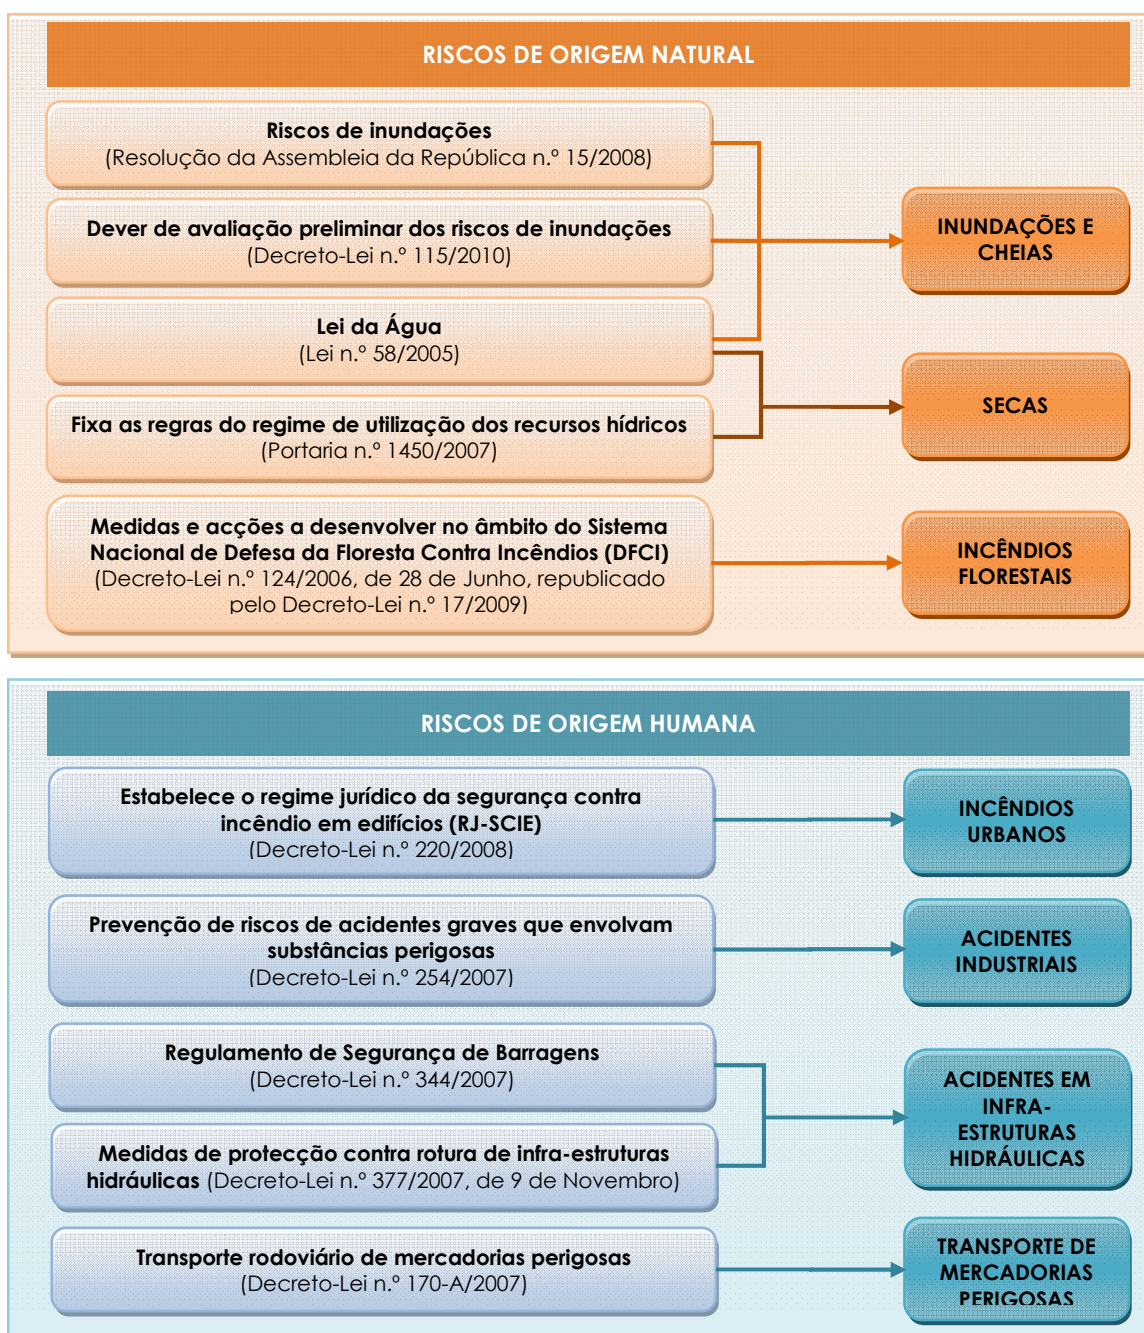 RISCOS DE ORIGEM NATURAL
Riscos de inundações
(Resolução da Assembleia da República n.º 15/2008)
Dever de avaliação preliminar dos riscos de inundações
(Decreto-Lei n.º 115/2010)
INUNDAÇÕES E
CHEIAS
Lei da Água
(Lei n.º 58/2005)
Fixa as regras do regime de utilização dos recursos hídricos
(Portaria n.º 1450/2007)
SECAS
Medidas e acções a desenvolver no âmbito do Sistema
Nacional de Defesa da Floresta Contra Incêndios (DFCI)
(Decreto-Lei n.º 124/2006, de 28 de Junho, republicado
pelo Decreto-Lei n.º 17/2009)
INCÊNDIOS
FLORESTAIS
RISCOS DE ORIGEM HUMANA
Estabelece o regime jurídico da segurança contra
incêndio em edifícios (RJ-SCIE)
(Decreto-Lei n.º 220/2008)
INCÊNDIOS
URBANOS
Prevenção de riscos de acidentes graves que envolvam
substâncias perigosas
(Decreto-Lei n.º 254/2007)
ACIDENTES
INDUSTRIAIS
Regulamento de Segurança de Barragens
(Decreto-Lei n.º 344/2007)
Medidas de protecção contra rotura de infra-estruturas
hidráulicas (Decreto-Lei n.º 377/2007, de 9 de Novembro)
ACIDENTES EM
INFRA-
ESTRUTURAS
HIDRÁULICAS
Transporte rodoviário de mercadorias perigosas
(Decreto-Lei n.º 170-A/2007)
TRANSPORTE DE
MERCADORIAS
PERIGOSAS